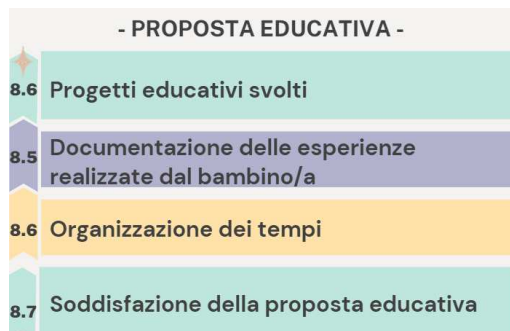 - PROPOSTA EDUCATIVA -
8.6 Progetti educativi svolti
8.5 Documentazione delle esperienze
realizzate dal bambino/a
8.6 Organizzazione dei tempi
8.7 Soddisfazione della proposta educativa